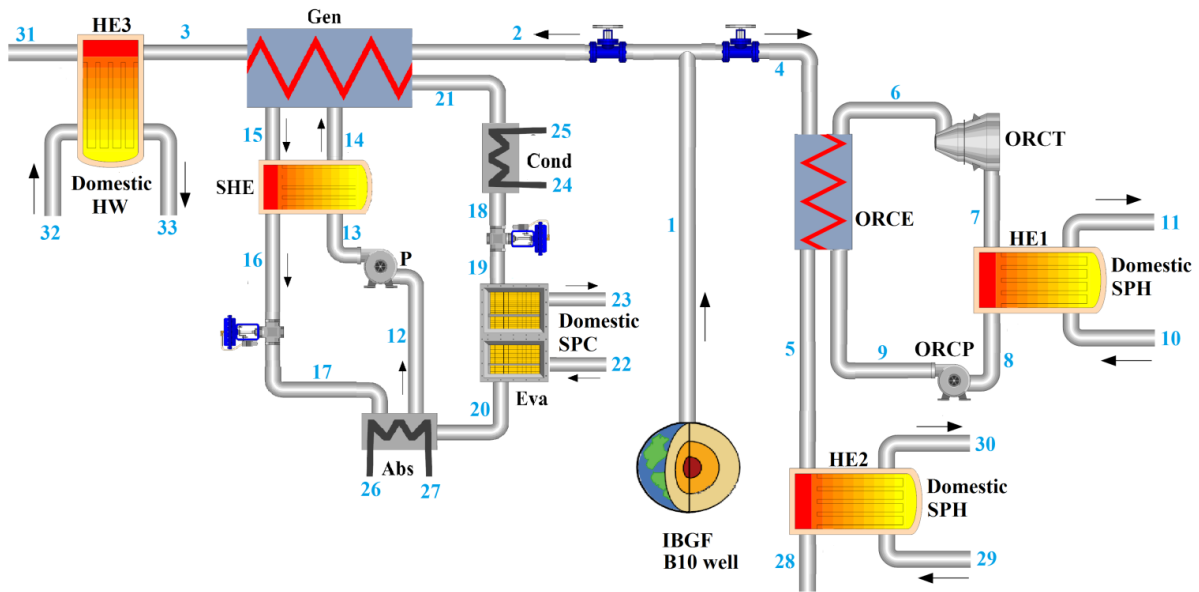 HE3
Gen
31
3
2
4
21
6
15
14
25
Cond
24
ORCT
Domestic
HW
SHE
ORCE
18
1
7
11
32
33
13
16
P
19
HE1
Domestic
SPH
23
Domestic
SPC
12
5
10
22
9
ORCP
8
17
20
Eva
30
HE2
Domestic
SPH
Abs
26
27
IBGF
B10 well
28
29